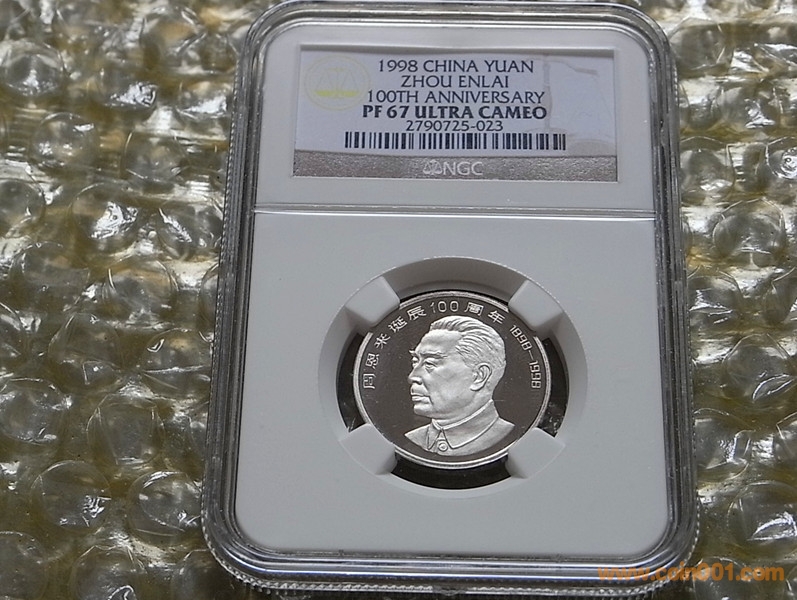 1998 CHINA YUAN
ZHOU ENLAI
100TH ANNIVERSARY
PF 67 ULTRA CAMEO
2790725-023
NGC
周恩来诞辰100周年 1898-1998
www.coin001.com